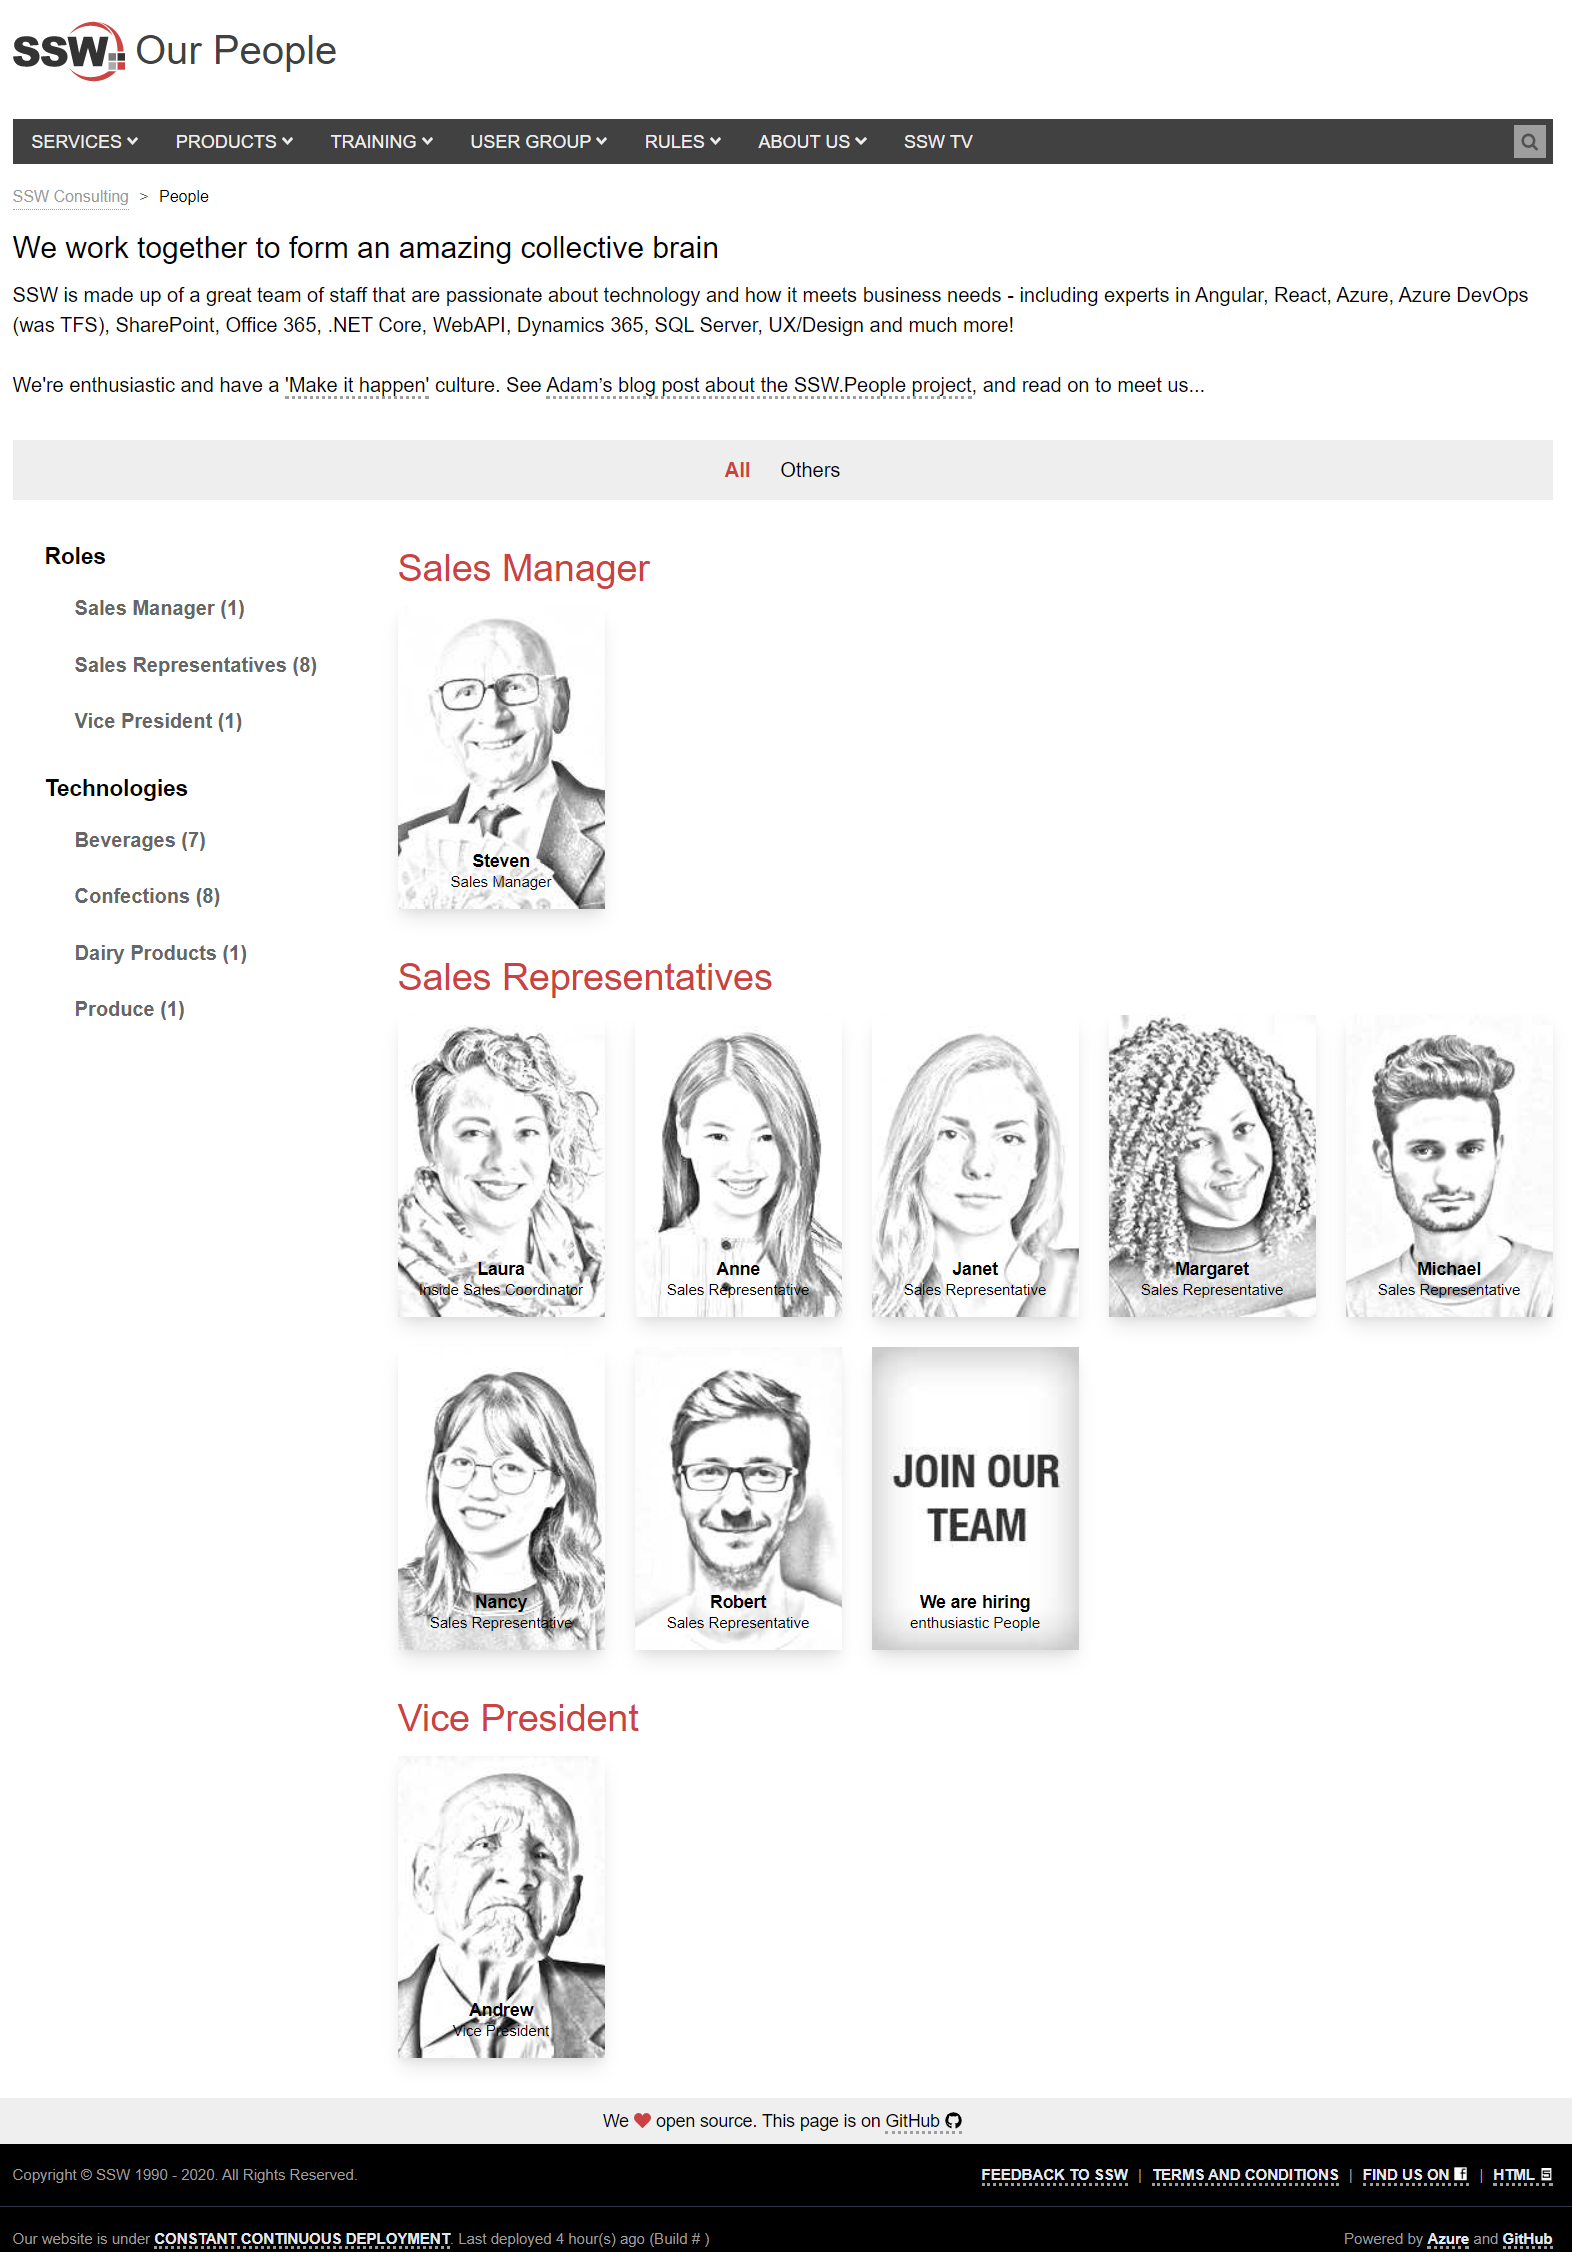 SSW Our People
SERVICES PRODUCTS TRAINING USER GROUP RULES ABOUT US SSW TV
SSW Consulting > People
We work together to form an amazing collective brain
SSW is made up of a great team of staff that are passionate about technology and how it meets business needs - including experts in Angular, React, Azure, Azure DevOps
(was TFS), SharePoint, Office 365, .NET Core, WebAPI, Dynamics 365, SQL Server, UX/Design and much more!
We're enthusiastic and have a 'Make it happen' culture. See Adam’s blog post about the SSW.People project, and read on to meet us...
All Others
Roles
Sales Manager (1)
Sales Representatives (8)
Vice President (1)
Technologies
Beverages (7)
Confections (8)
Dairy Products (1)
Produce (1)
Sales Manager
Steven
Sales Manager
Sales Representatives
Laura
Inside Sales Coordinator
Anne
Sales Representative
Janet
Sales Representative
Margaret
Sales Representative
Michael
Sales Representative
Nancy
Sales Representative
Robert
Sales Representative
JOIN OUR
TEAM
We are hiring
enthusiastic People
Vice President
Andrew
Vice President
We ❤ open source. This page is on GitHub
Copyright © SSW 1990 - 2020. All Rights Reserved.
FEEDBACK TO SSW | TERMS AND CONDITIONS | FIND US ON | HTML
Our website is under CONSTANT CONTINUOUS DEPLOYMENT. Last deployed 4 hour(s) ago (Build # )
Powered by Azure and GitHub